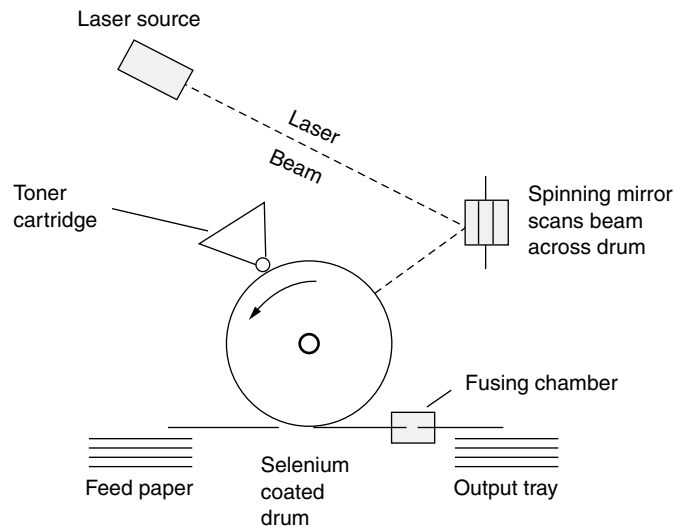 Laser source
Laser
Beam
Toner
cartridge
Spinning mirror
scans beam
across drum
Fusing chamber
Feed paper
Selenium
coated
drum
Output tray